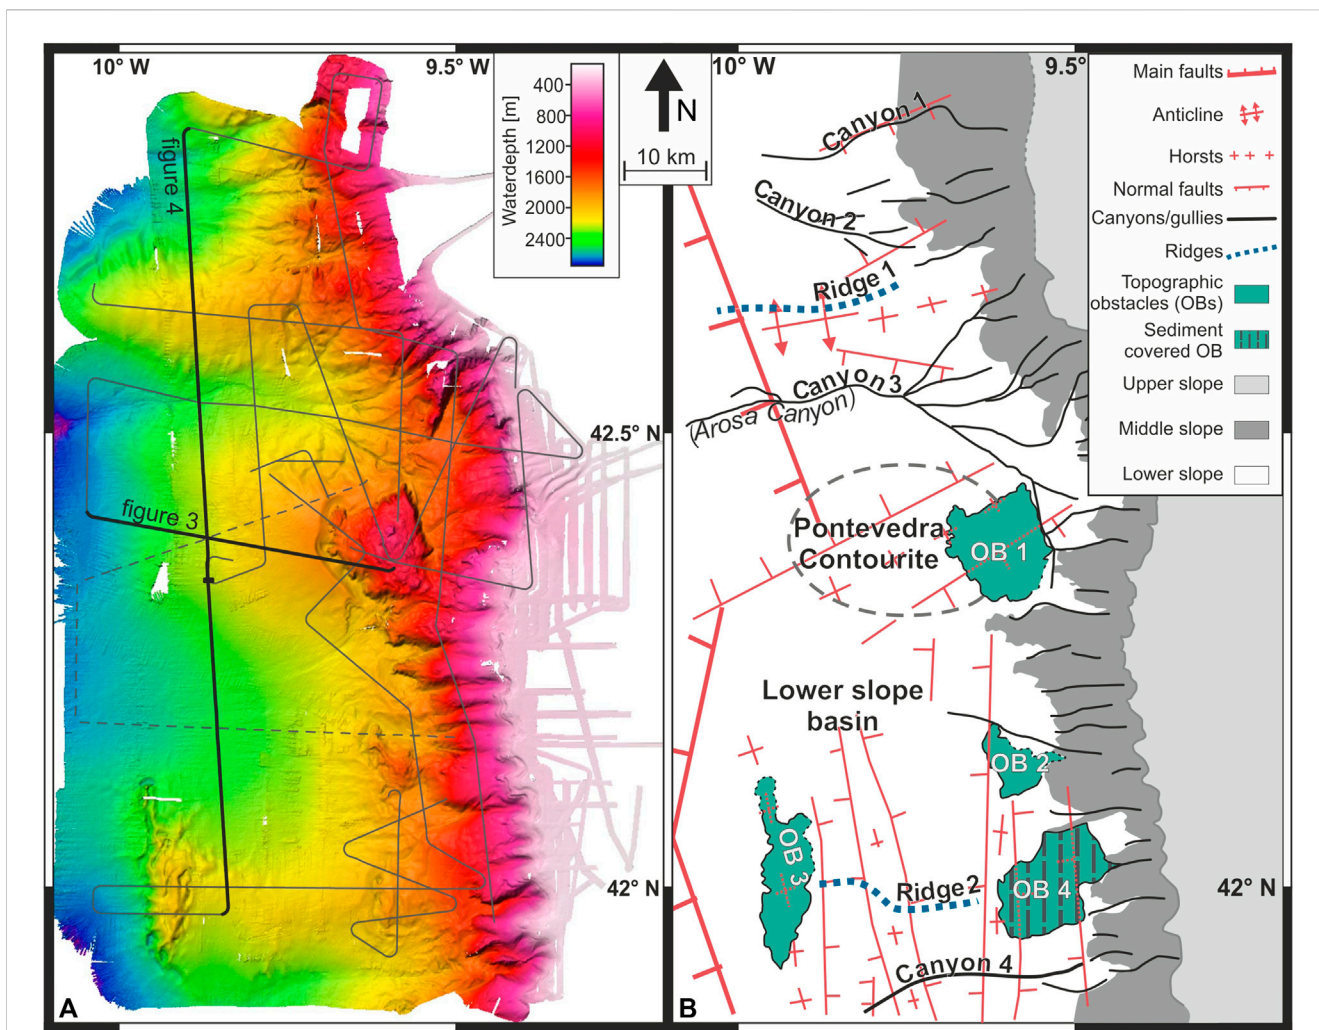 10° W
9.5° W
400
800
1200
1600
2000
2400
Waterdepth [m]
N
10 km
figure 4
figure 3
42.5° N
42° N
A
10° W
9.5°
Main faults
Anticline
Horsts
Normal faults
Canyons/gullies
Ridges
Topographic
obstacles (OBs)
Sediment
covered OB
Upper slope
Middle slope
Lower slope
Canyon 1
Canyon 2
Ridge 1
Canyon 3
(Arosa Canyon)
Pontevedra
Contourite
OB 1
Lower slope
basin
OB 2
OB 3
OB 4
Ridge2
Canyon 4
B